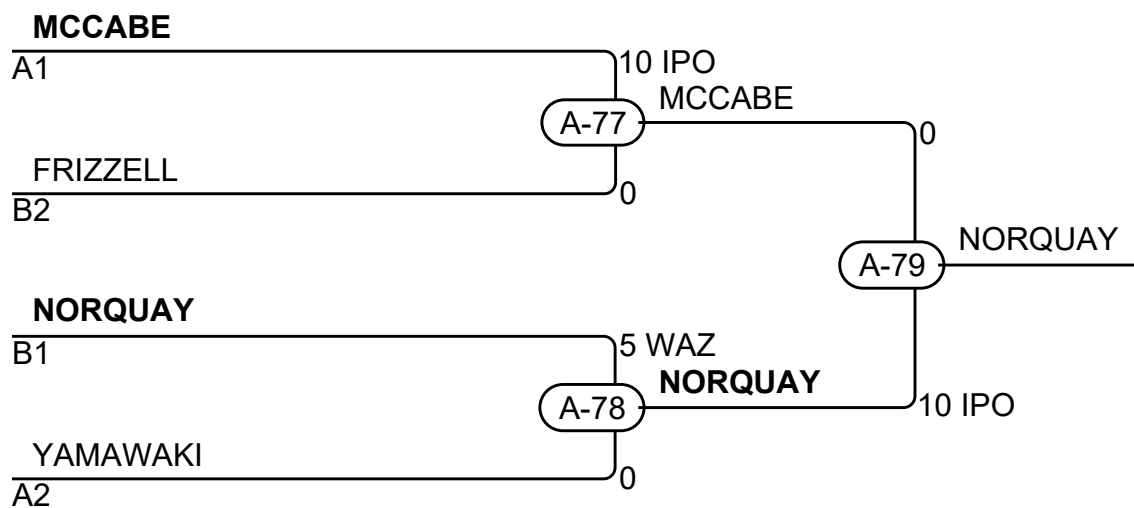 MCCABE
A1
10 IPO
MCCABE
A-77
0
FRIZZELL
B2
0
NORQUAY
A-79
NORQUAY
B1
5 WAZ
NORQUAY
A-78
10 IPO
YAMAWAKI
A2
0